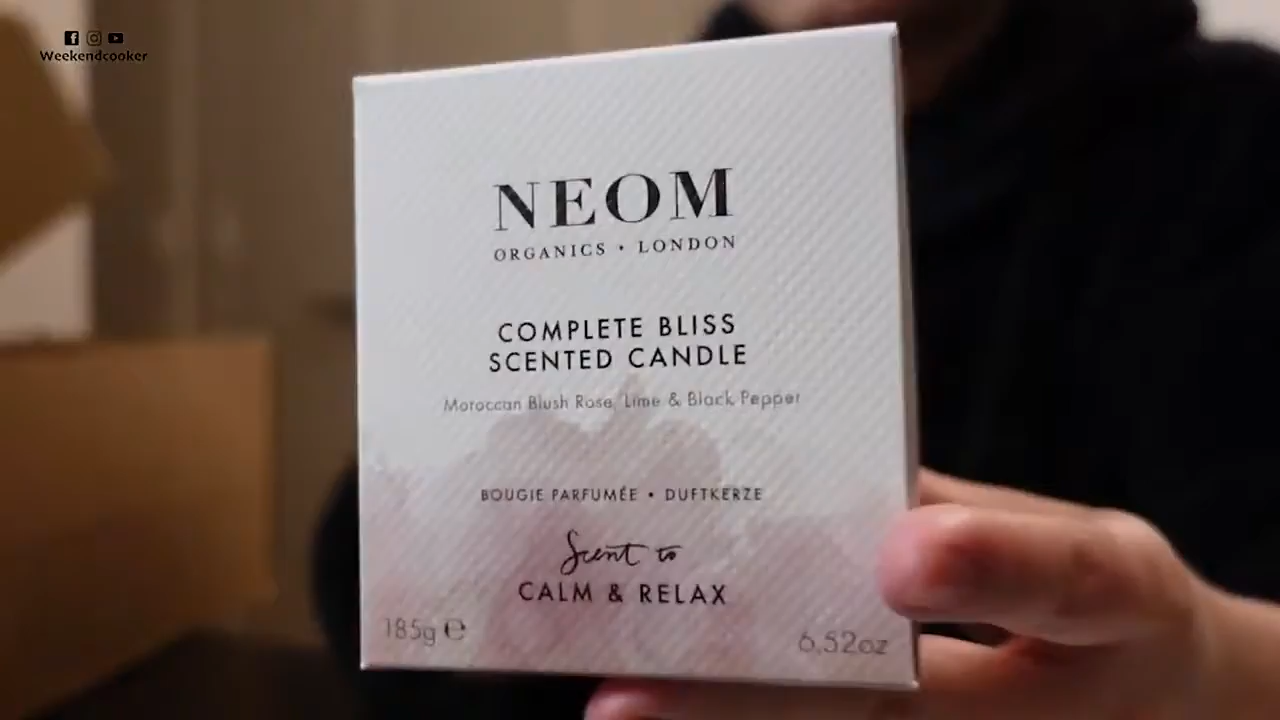 Weekendcooker
NEOM
ORGANICS • LONDON
COMPLETE BLISS
SCENTED CANDLE
Moroccan Blush Rose, Lime & Black Pepper
BOUGIE PARFUMÉE • DUFTKERZE
Scent to
CALM & RELAX
185g ℮
6.52oz